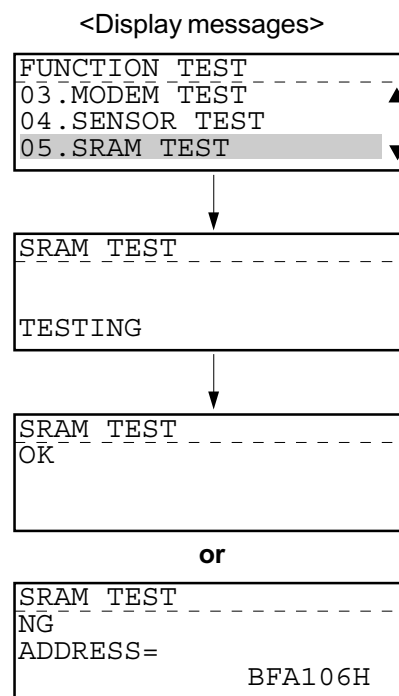 <Display messages>
FUNCTION TEST
03.MODEM TEST
04.SENSOR TEST
05.SRAM TEST
SRAM TEST
TESTING
SRAM TEST
OK
or
SRAM TEST
NG
ADDRESS=
BFA106H